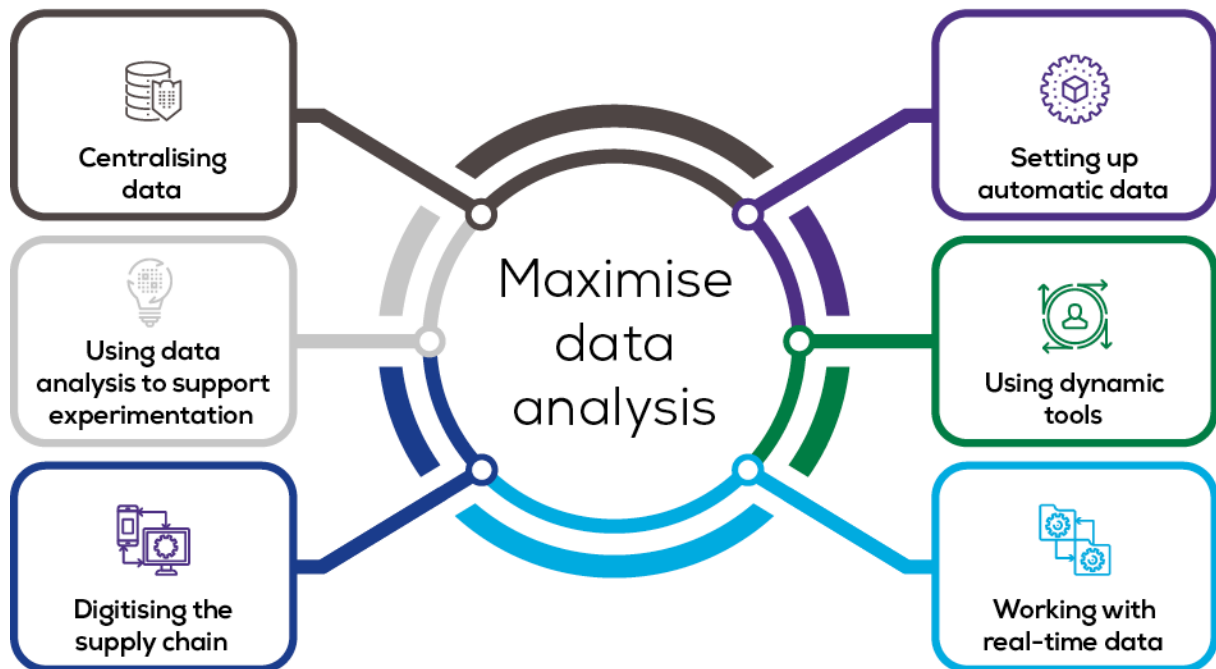 Centralising
data
Using data
analysis to support
experimentation
Digitising the
supply chain
Maximise
data
analysis
Setting up
automatic data
Using dynamic
tools
Working with
real-time data